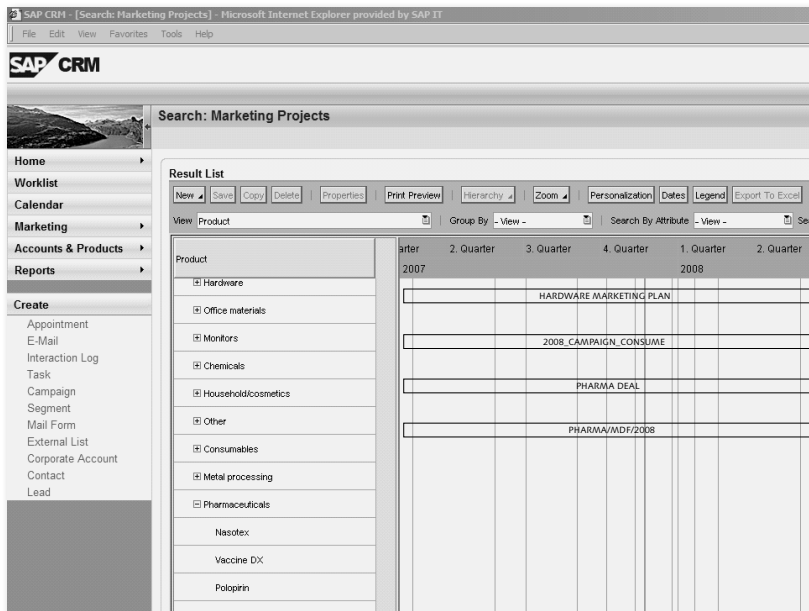 SAP CRM - [Search: Marketing Projects] - Microsoft Internet Explorer provided by SAP IT
File Edit View Favorites Tools Help
SAP CRM
Search: Marketing Projects
Home
Worklist
Calendar
Marketing
Accounts & Products
Reports
Create
Appointment
E-Mail
Interaction Log
Task
Campaign
Segment
Mail Form
External List
Corporate Account
Contact
Lead
Result List
New Save Copy Delete Properties Print Preview Hierarchy Zoom Personalization Dates Legend Export To Excel
View Product Group By - View - Search By Attribute - View - Se
Product
arter 2. Quarter 3. Quarter 4. Quarter 1. Quarter 2. Quarter
2007 2008
Hardware
Office materials
Monitors
Chemicals
Household/cosmetics
Other
Consumables
Metal processing
Pharmaceuticals
Nasotex
Vaccine DX
Polopirin
HARDWARE MARKETING PLAN
2008_CAMPAIGN_CONSUME
PHARMA DEAL
PHARMA/MDF/2008